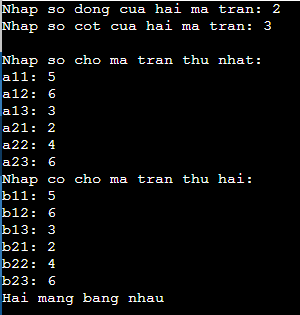 Nhap so dong cua hai ma tran: 2
Nhap so cot cua hai ma tran: 3
Nhap so cho ma tran thu nhat:
a11: 5
a12: 6
a13: 3
a21: 2
a22: 4
a23: 6
Nhap co cho ma tran thu hai:
b11: 5
b12: 6
b13: 3
b21: 2
b22: 4
b23: 6
Hai mang bang nhau